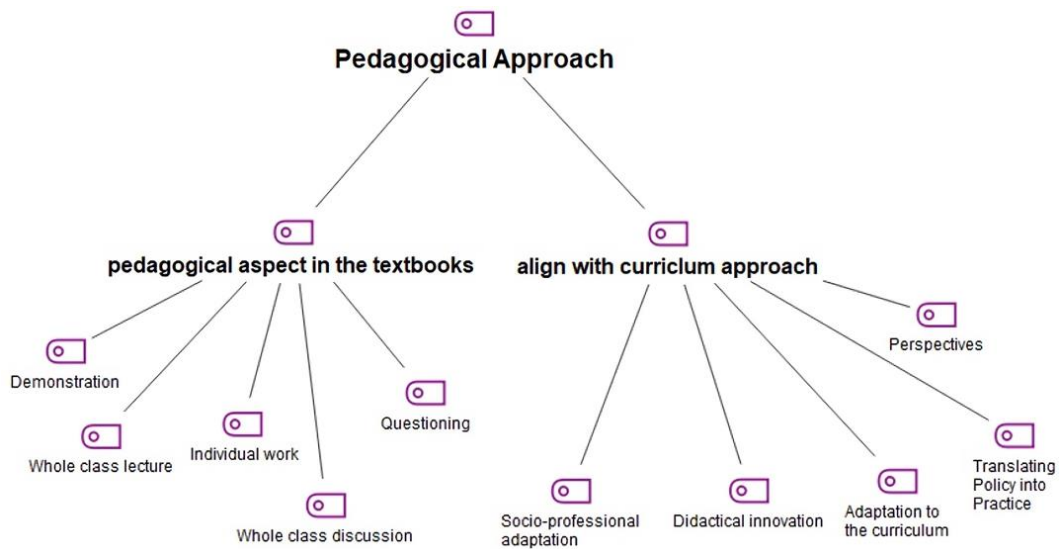 Pedagogical Approach
pedagogical aspect in the textbooks
align with curriclum approach
Demonstration
Whole class lecture
Individual work
Whole class discussion
Questioning
Socio-professional
adaptation
Didactical innovation
Adaptation to
the curriculum
Translating
Policy into
Practice
Perspectives